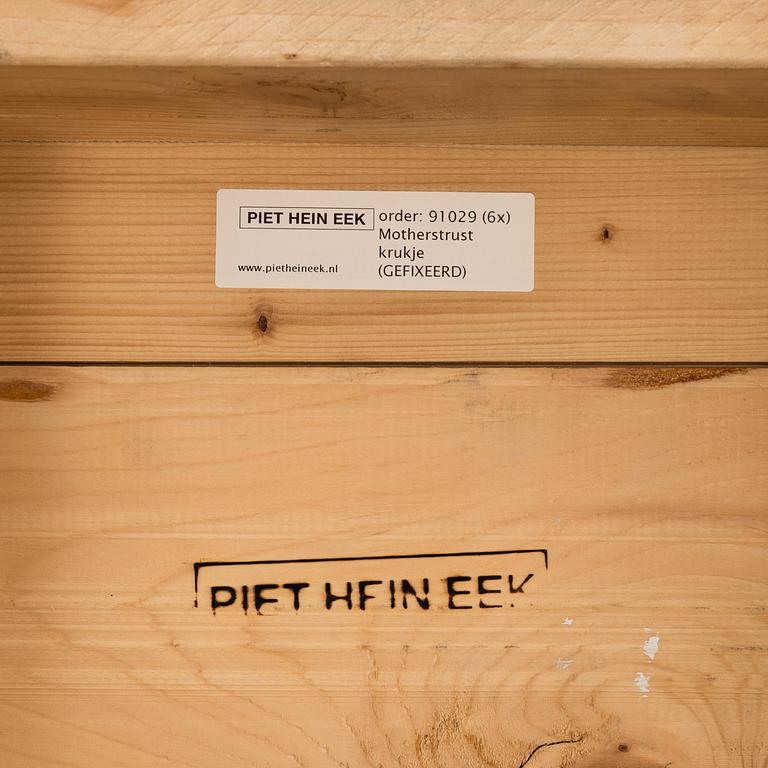 PIET HEIN EEK
order: 91029 (6x)
Motherstrust
krukje
(GEFIXEERD)
www.pietheineek.nl
PIET HEIN EEK